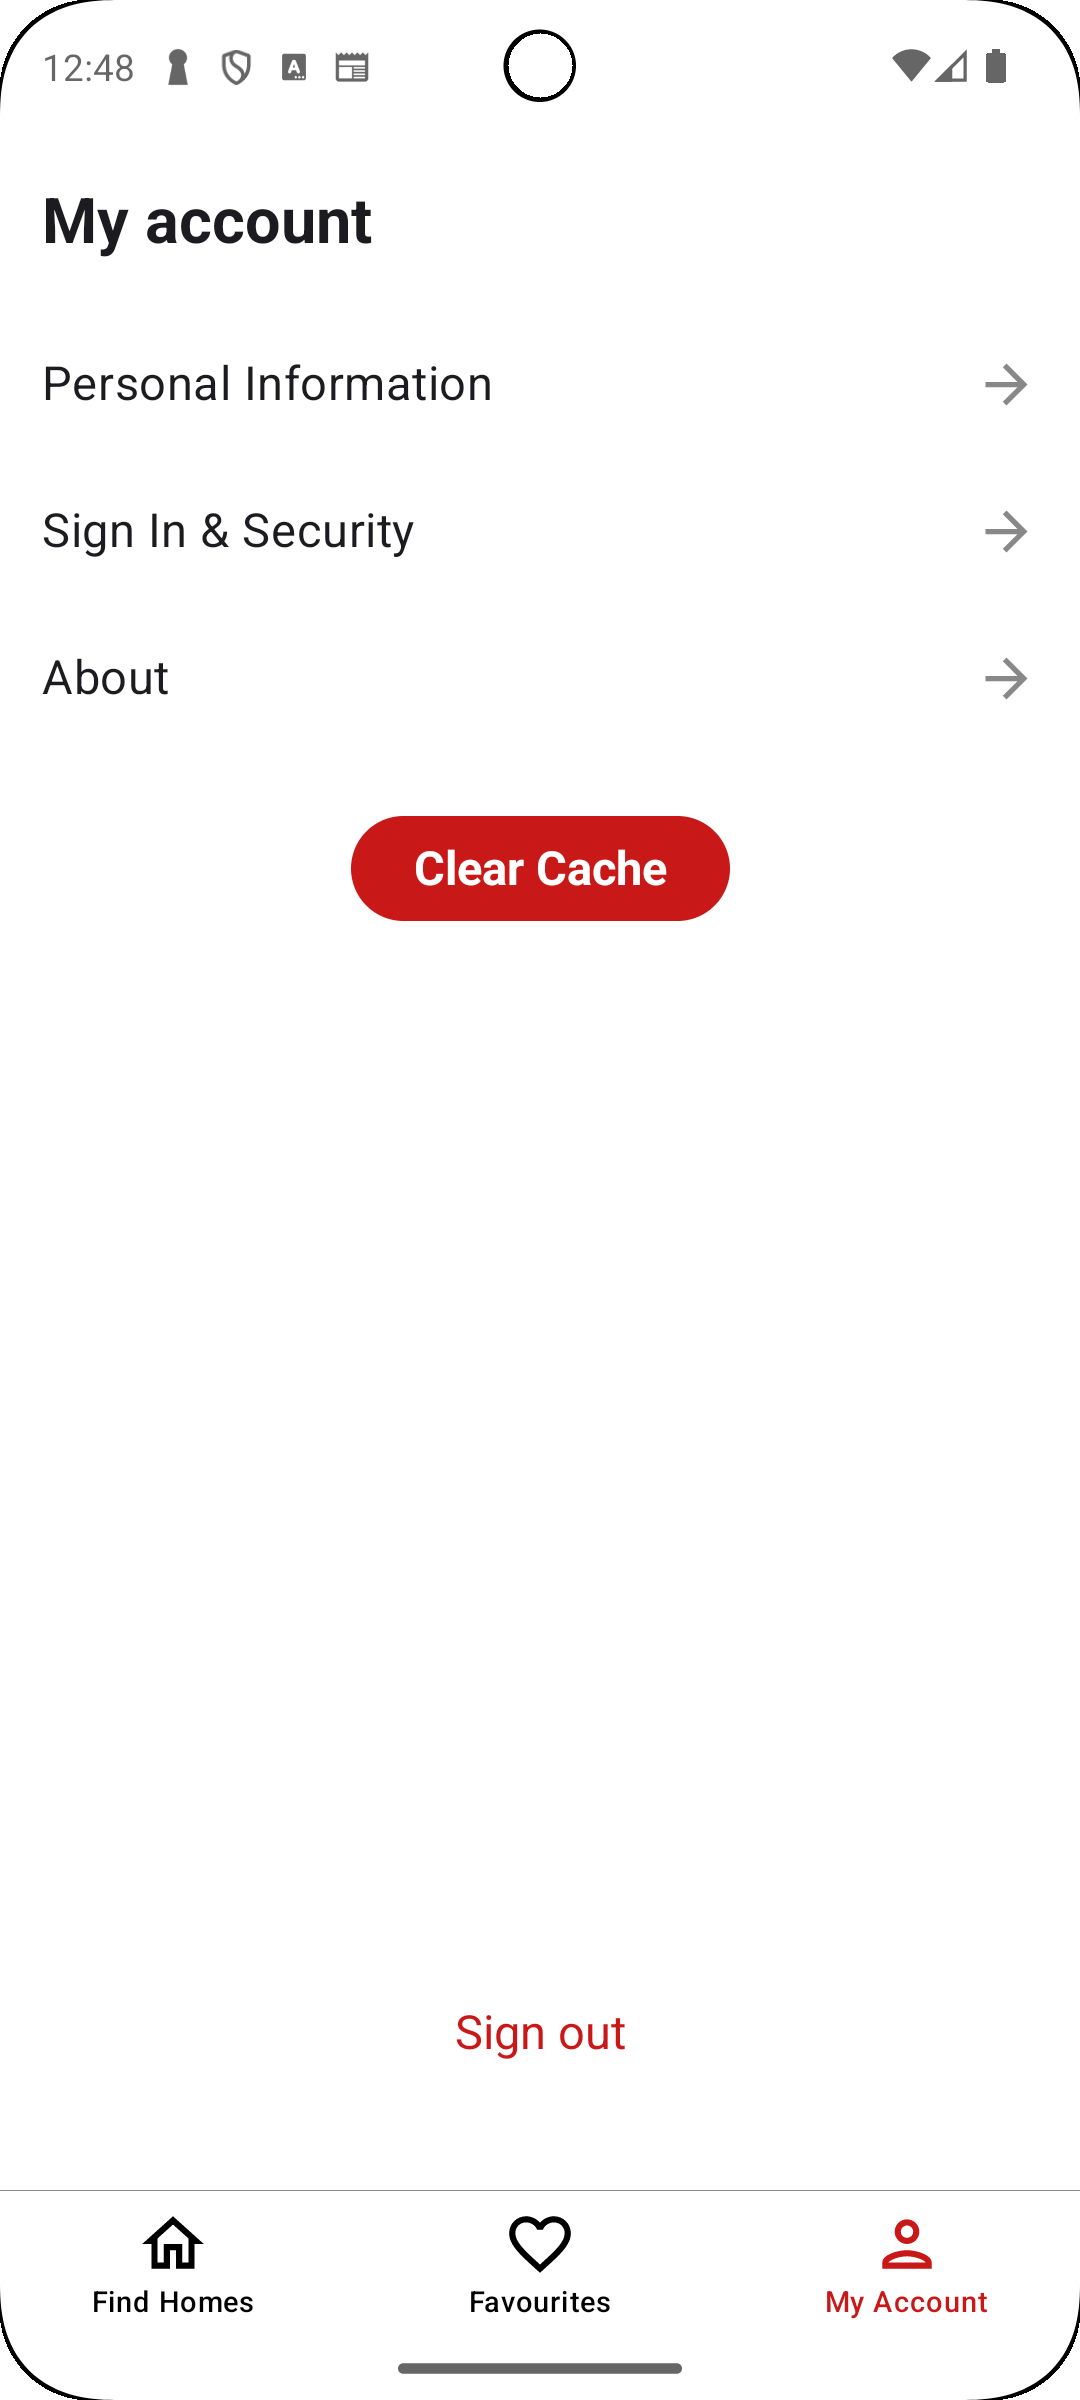 12:48
My account
Personal Information
Sign In & Security
About
Clear Cache
Sign out
Find Homes
Favourites
My Account